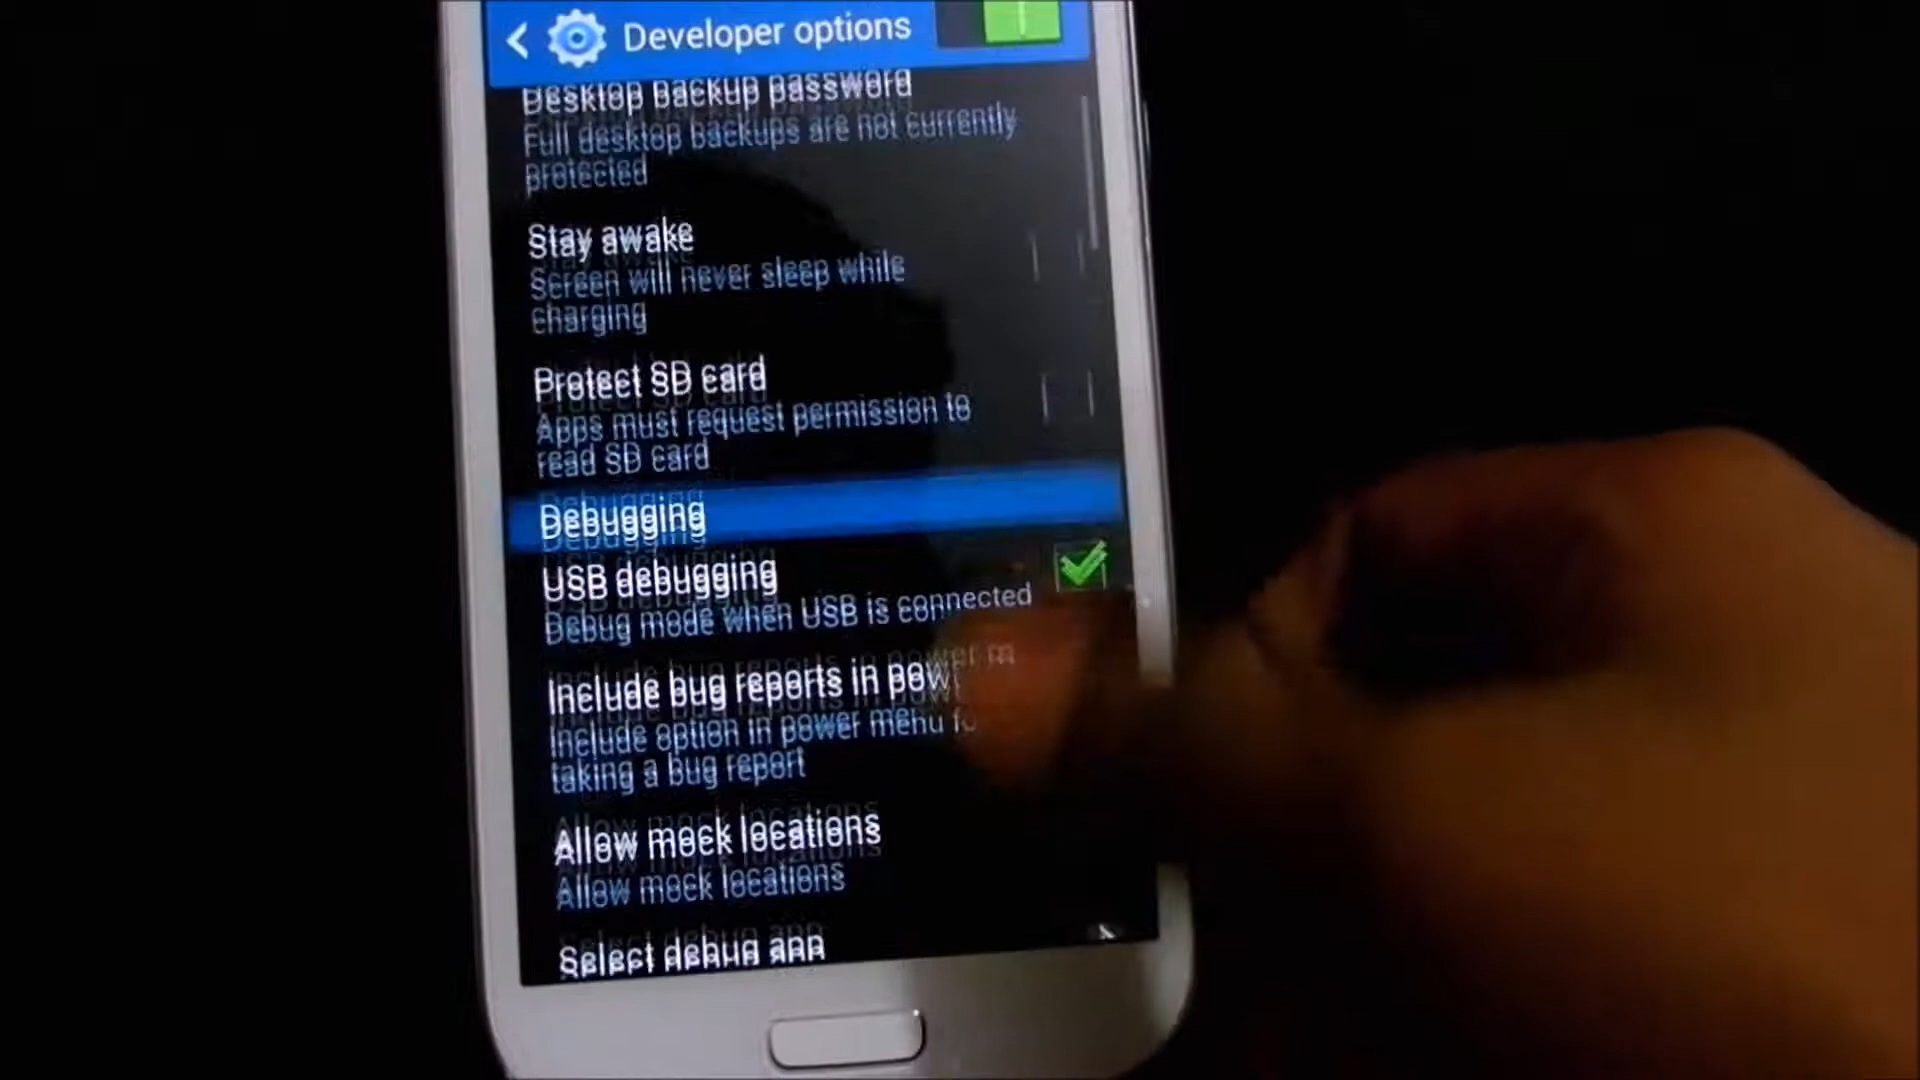 Developer options
Desktop backup password
Full desktop backups are not currently
protected
Stay awake
Screen will never sleep while
charging
Protect SD card
Apps must request permission to
read SD card
Debugging
USB debugging
Debug mode when USB is connected
Include bug reports in power m
Include option in power menu fo
taking a bug report
Allow mock locations
Allow mock locations
Select debug app